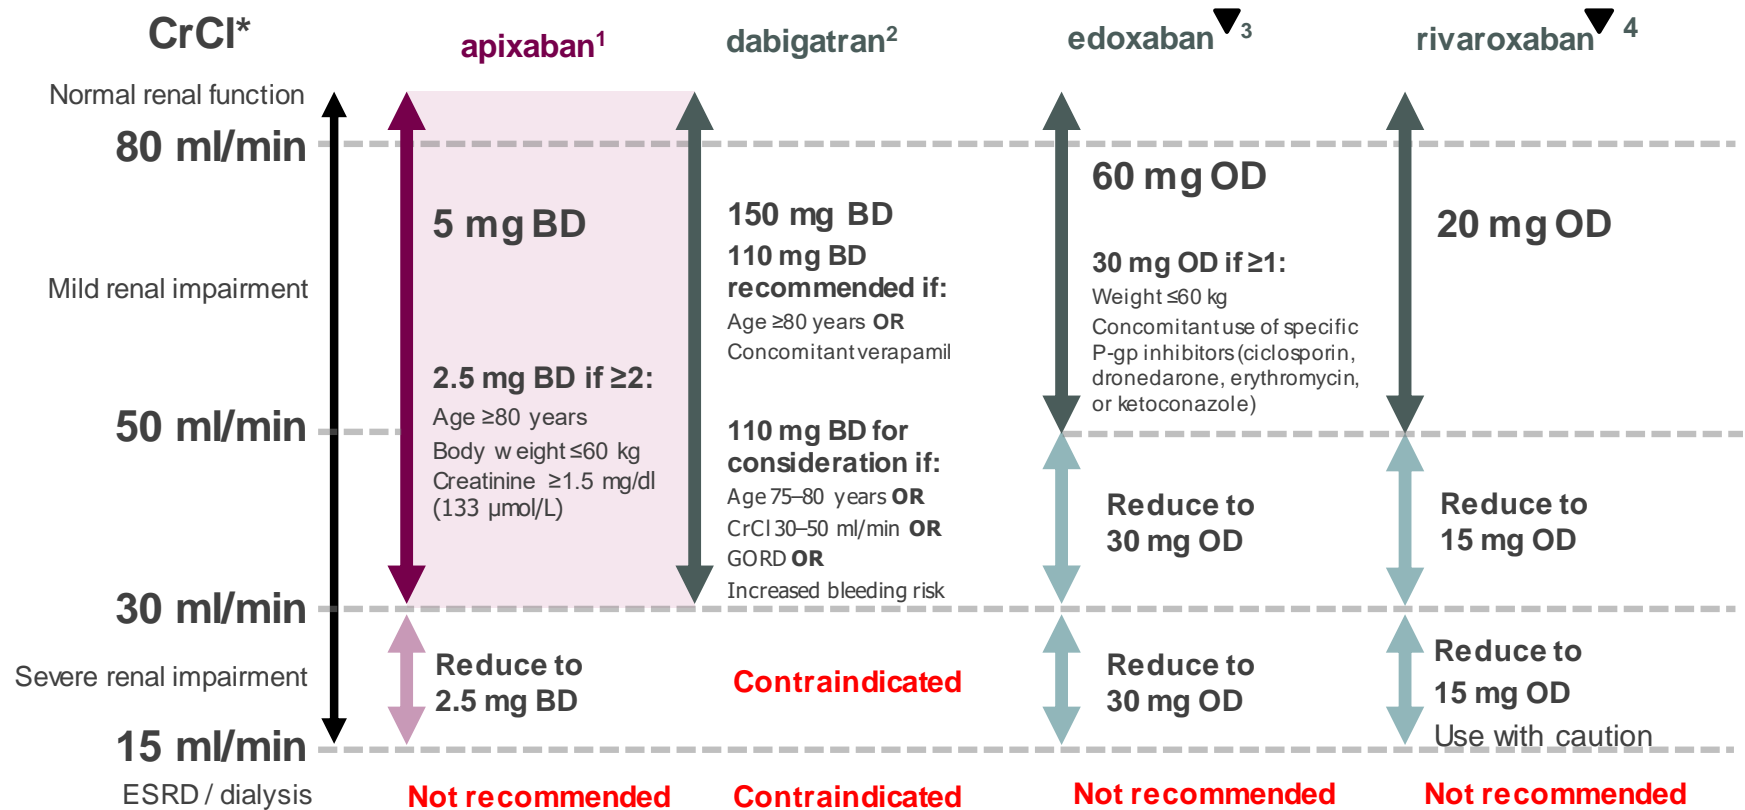 CrCl*
apixaban1
dabigatran2
edoxaban▼ 3
rivaroxaban▼ 4
Normal renal function
80 ml/min
Mild renal impairment
50 ml/min
30 ml/min
Severe renal impairment
15 ml/min
ESRD / dialysis
5 mg BD
2.5 mg BD if ≥2:
Age ≥80 years
Body weight ≤60 kg
Creatinine ≥1.5 mg/dl
(133 μmol/L)
Reduce to
2.5 mg BD
Not recommended
150 mg BD
110 mg BD
recommended if:
Age ≥80 years OR
Concomitant verapamil
110 mg BD for
consideration if:
Age 75–80 years OR
CrCl 30–50 ml/min OR
GORD OR
Increased bleeding risk
Contraindicated
Contraindicated
60 mg OD
30 mg OD if ≥1:
Weight ≤60 kg
Concomitant use of specific
P-gp inhibitors (ciclosporin,
dronedarone, erythromycin,
or ketoconazole)
Reduce to
30 mg OD
Reduce to
30 mg OD
Not recommended
20 mg OD
Reduce to
15 mg OD
Reduce to
15 mg OD
Use with caution
Not recommended